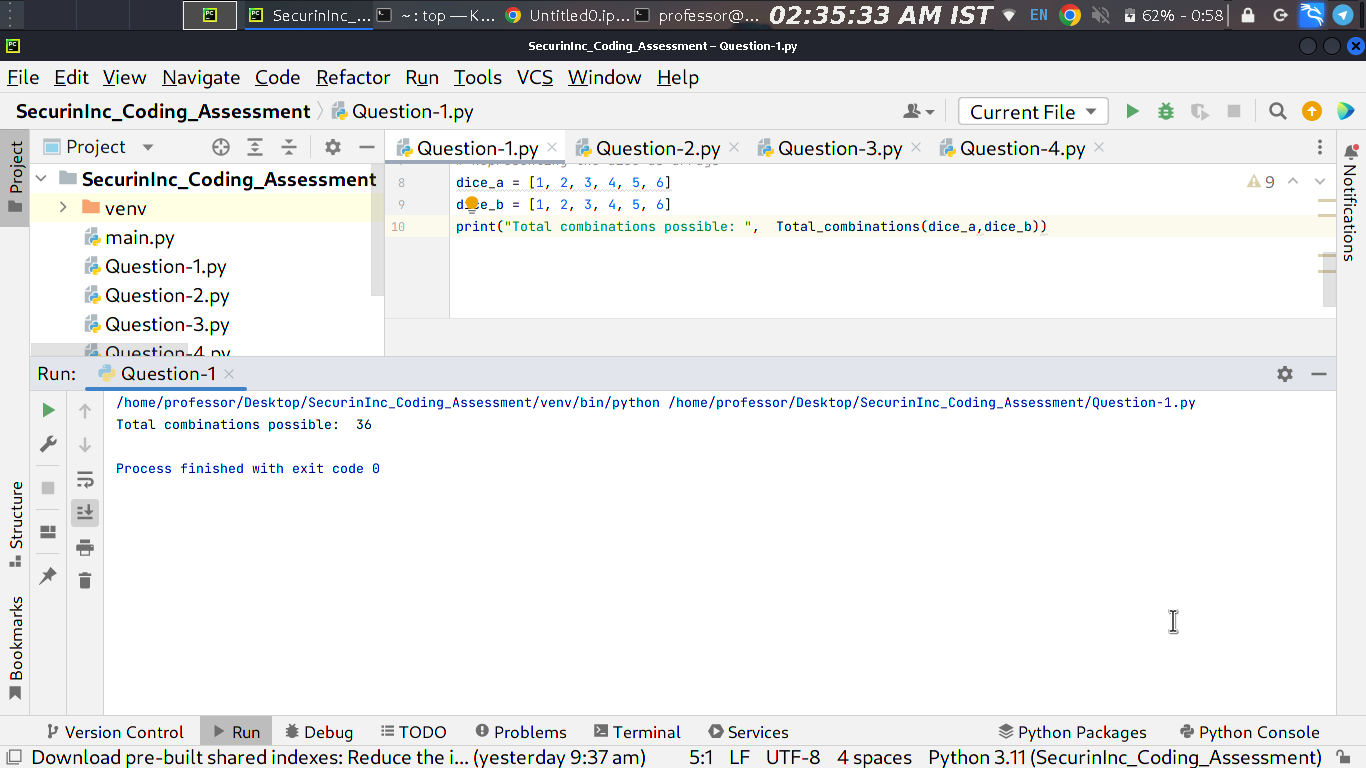 SecurinInc_...
~ : top — K...
Untitled0.ip...
professor@...
02:35:33 AM IST
EN
62% - 0:58
SecurinInc_Coding_Assessment – Question-1.py
File Edit View Navigate Code Refactor Run Tools VCS Window Help
SecurinInc_Coding_Assessment Question-1.py
Current File
Project
Question-1.py Question-2.py Question-3.py Question-4.py
Project
SecurinInc_Coding_Assessment
venv
main.py
Question-1.py
Question-2.py
Question-3.py
Question-4.py
8 dice_a = [1, 2, 3, 4, 5, 6]
9 dice_b = [1, 2, 3, 4, 5, 6]
10 print("Total combinations possible: ",  Total_combinations(dice_a,dice_b))
9
Notifications
Run: Question-1
/home/professor/Desktop/SecurinInc_Coding_Assessment/venv/bin/python /home/professor/Desktop/SecurinInc_Coding_Assessment/Question-1.py
Total combinations possible:  36
Process finished with exit code 0
Structure
Bookmarks
Version Control Run Debug TODO Problems Terminal Services Python Packages Python Console
Download pre-built shared indexes: Reduce the i... (yesterday 9:37 am) 5:1 LF UTF-8 4 spaces Python 3.11 (SecurinInc_Coding_Assessment)